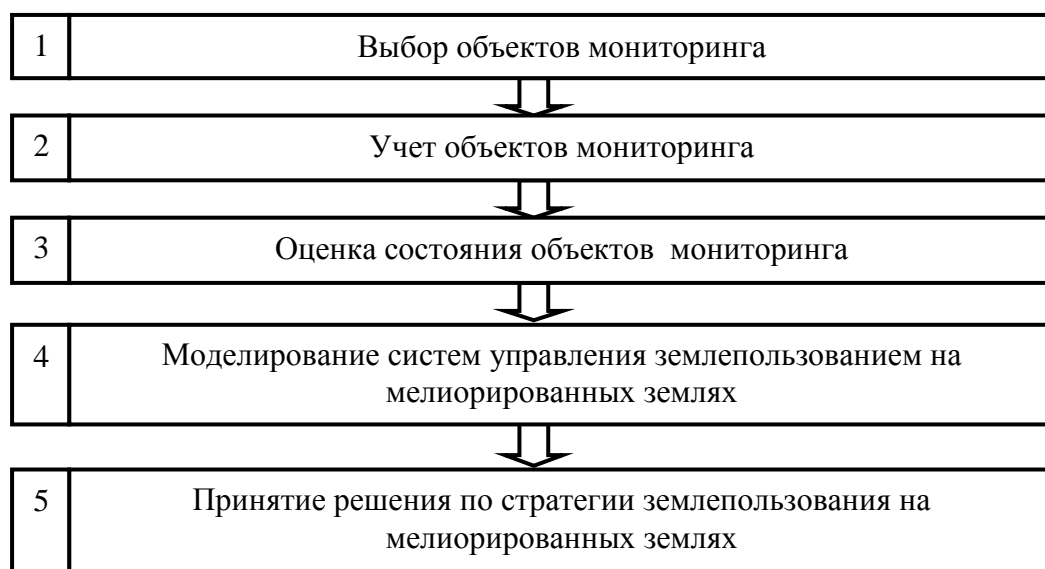 1 Выбор объектов мониторинга
2 Учет объектов мониторинга
3 Оценка состояния объектов мониторинга
4 Моделирование систем управления землепользованием на
мелиорированных землях
5 Принятие решения по стратегии землепользования на
мелиорированных землях